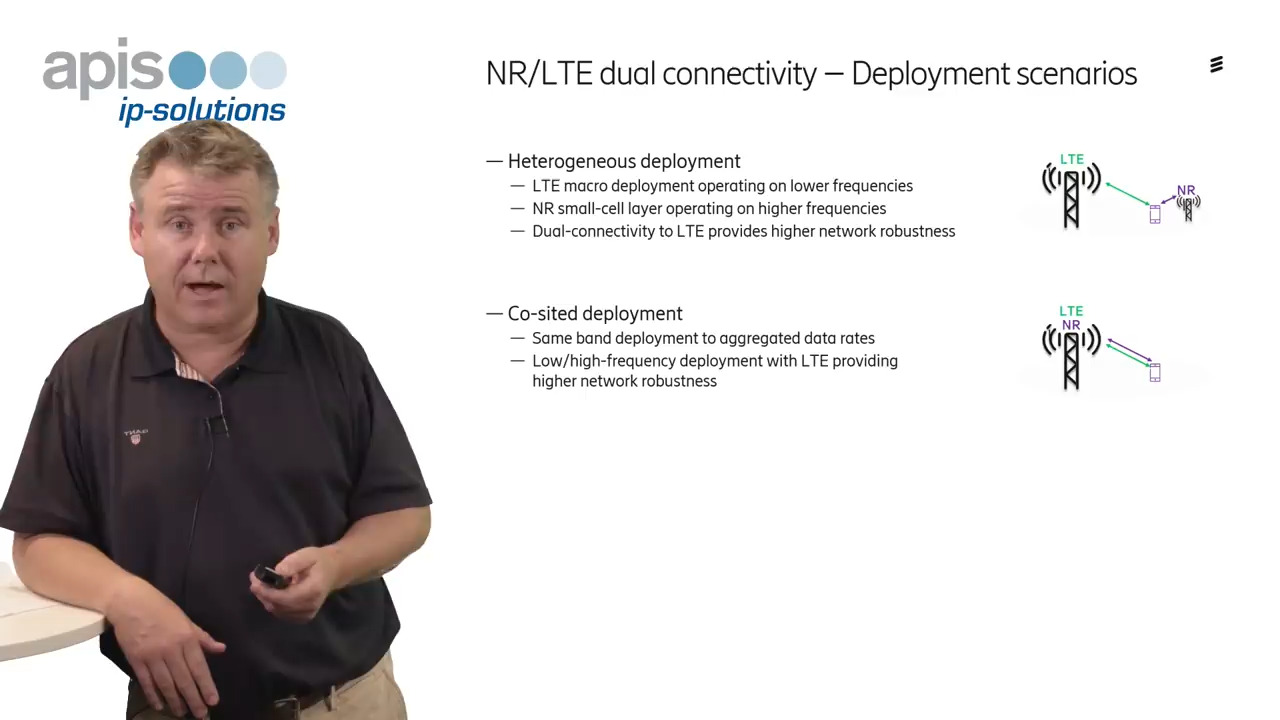 apis
ip-solutions
NR/LTE dual connectivity – Deployment scenarios
— Heterogeneous deployment
— LTE macro deployment operating on lower frequencies
— NR small-cell layer operating on higher frequencies
— Dual-connectivity to LTE provides higher network robustness
LTE
NR
— Co-sited deployment
— Same band deployment to aggregated data rates
— Low/high-frequency deployment with LTE providing
higher network robustness
LTE
NR
GANT